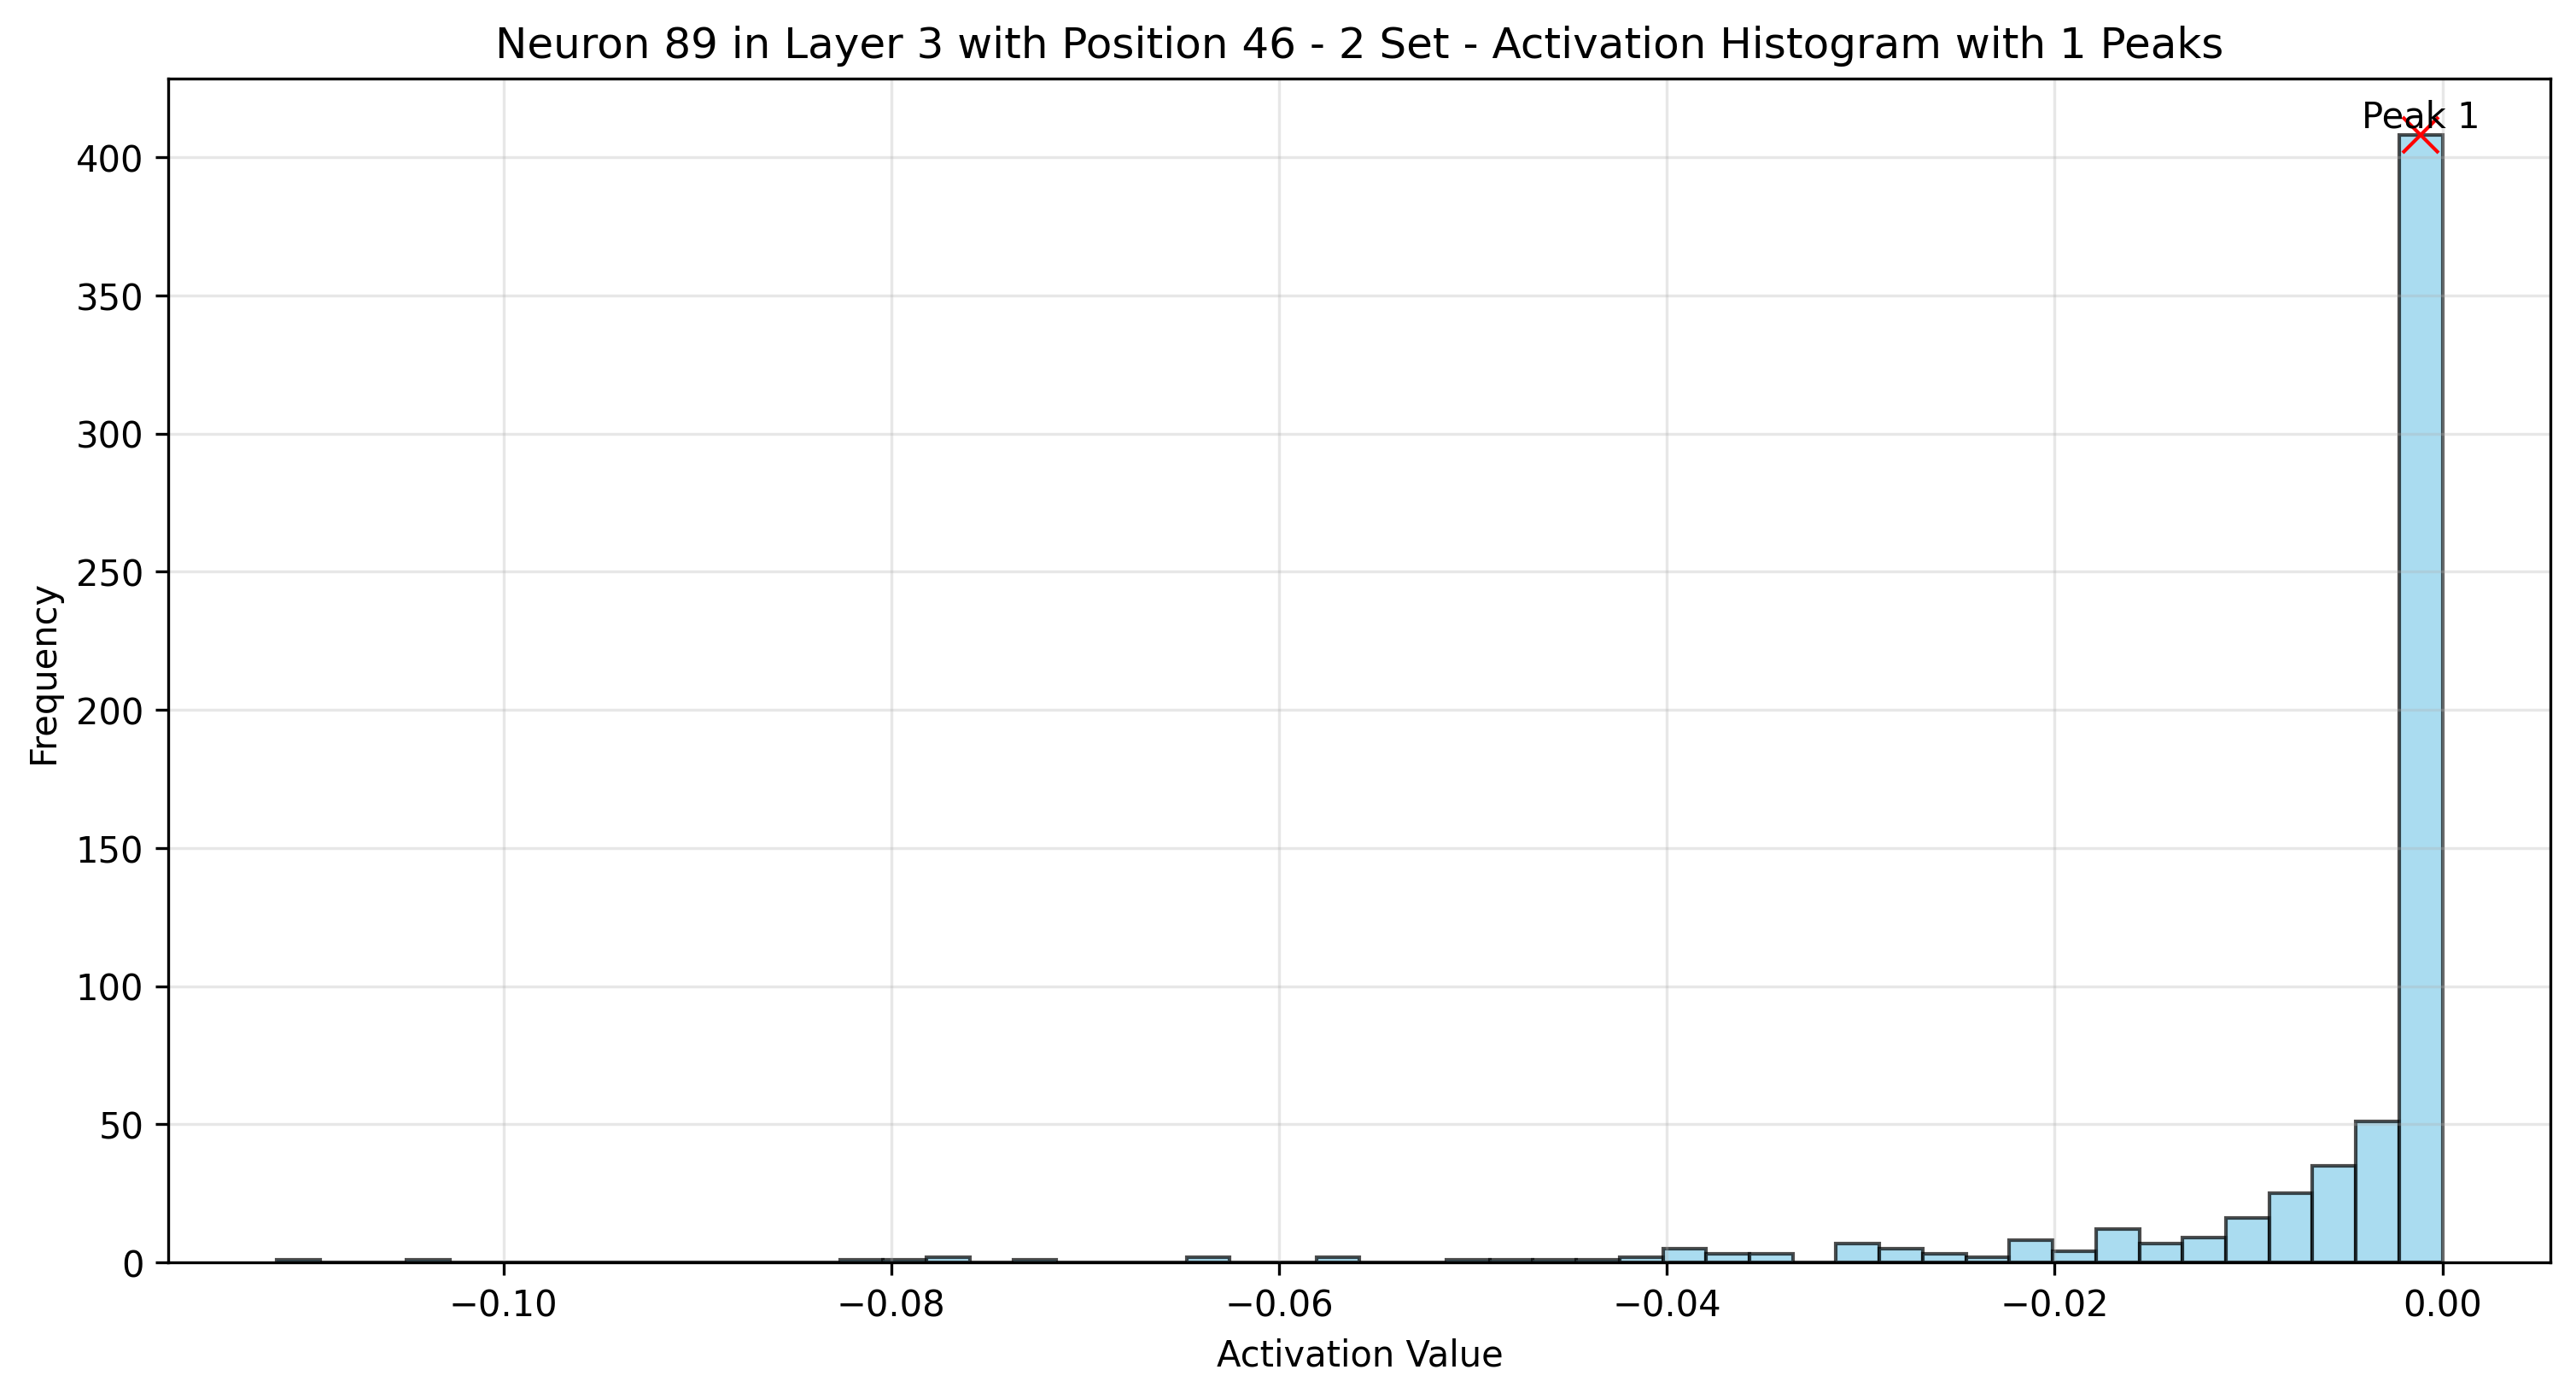 Neuron 89 in Layer 3 with Position 46 - 2 Set - Activation Histogram with 1 Peaks
Peak 1
400
350
300
250
200
150
100
50
0
Frequency
−0.10 −0.08 −0.06 −0.04 −0.02 0.00
Activation Value